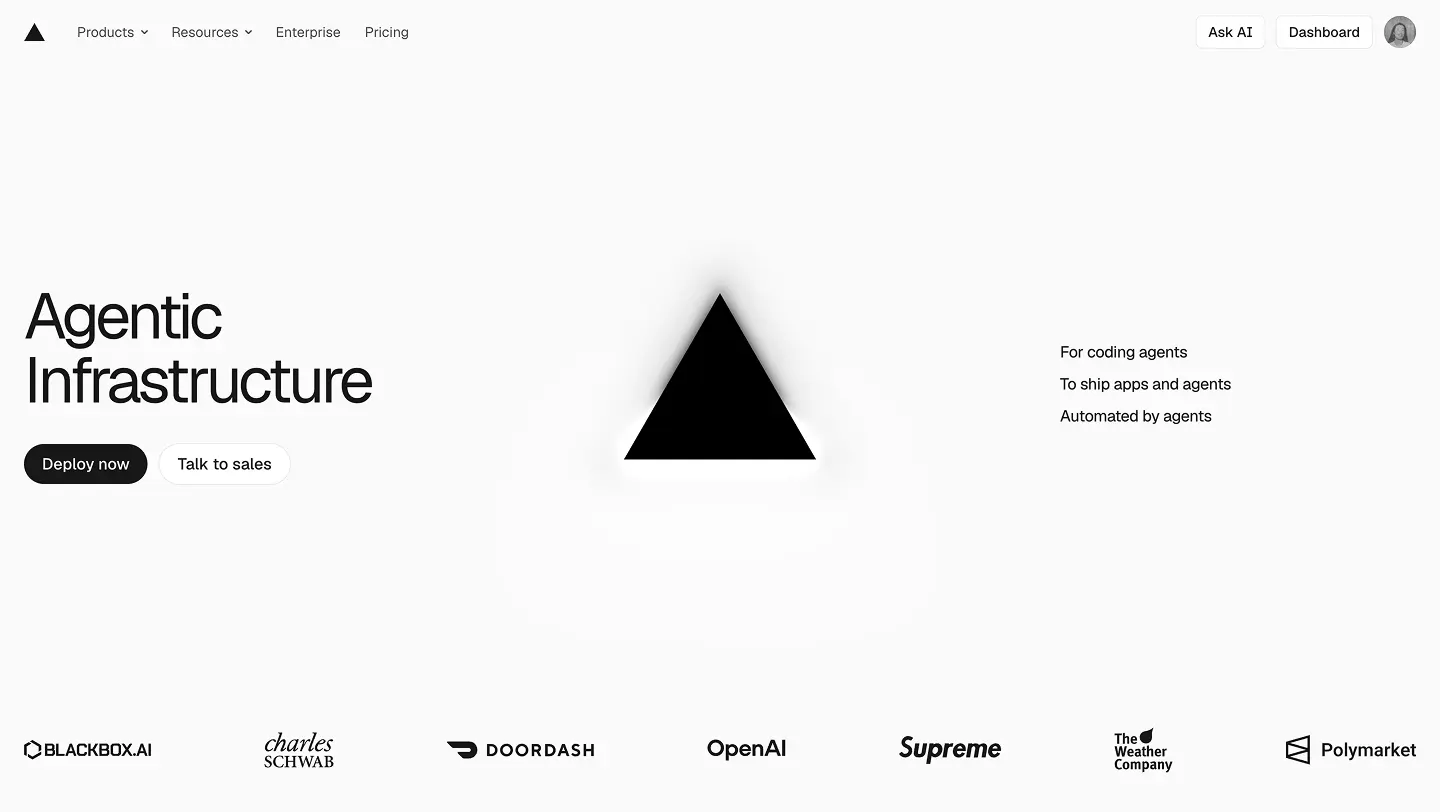 Products
Resources
Enterprise
Pricing
Ask AI
Dashboard
Agentic
Infrastructure
Deploy now
Talk to sales
For coding agents
To ship apps and agents
Automated by agents
BLACKBOX.AI
charles
SCHWAB
DOORDASH
OpenAI
Supreme
The
Weather
Company
Polymarket